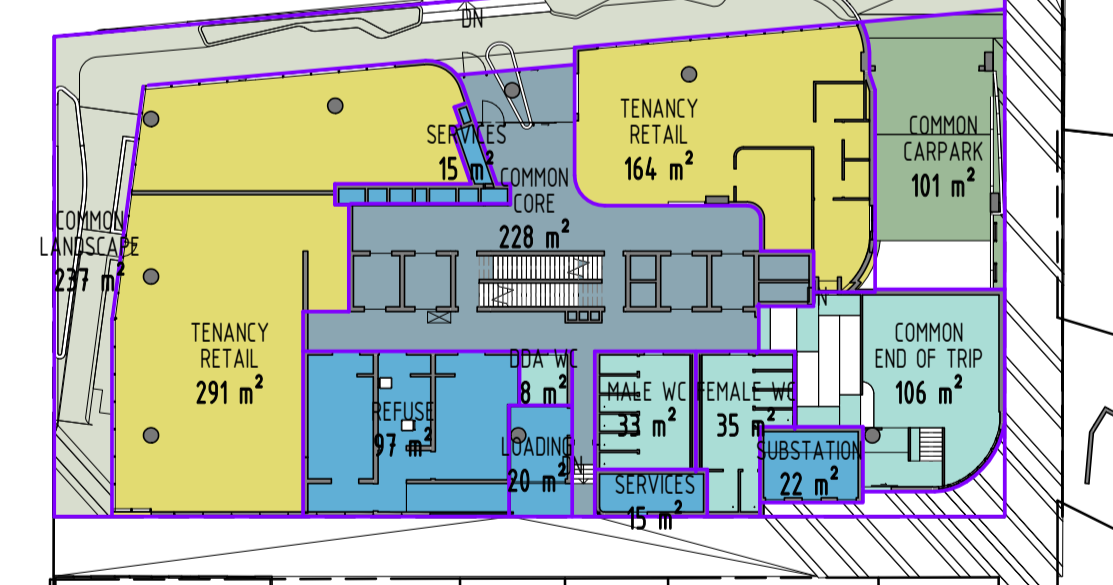 DN
TENANCY
RETAIL
164 m²
SERVICES
15 m²
COMMON
CARPARK
101 m²
COMMON
CORE
228 m²
COMMON
LANDSCAPE
237 m²
TENANCY
RETAIL
291 m²
COMMON
END OF TRIP
106 m²
DDA WC
8 m²
MALE WC
33 m²
FEMALE WC
35 m²
REFUSE
97 m²
LOADING
20 m²
DN
SUBSTATION
22 m²
SERVICES
15 m²